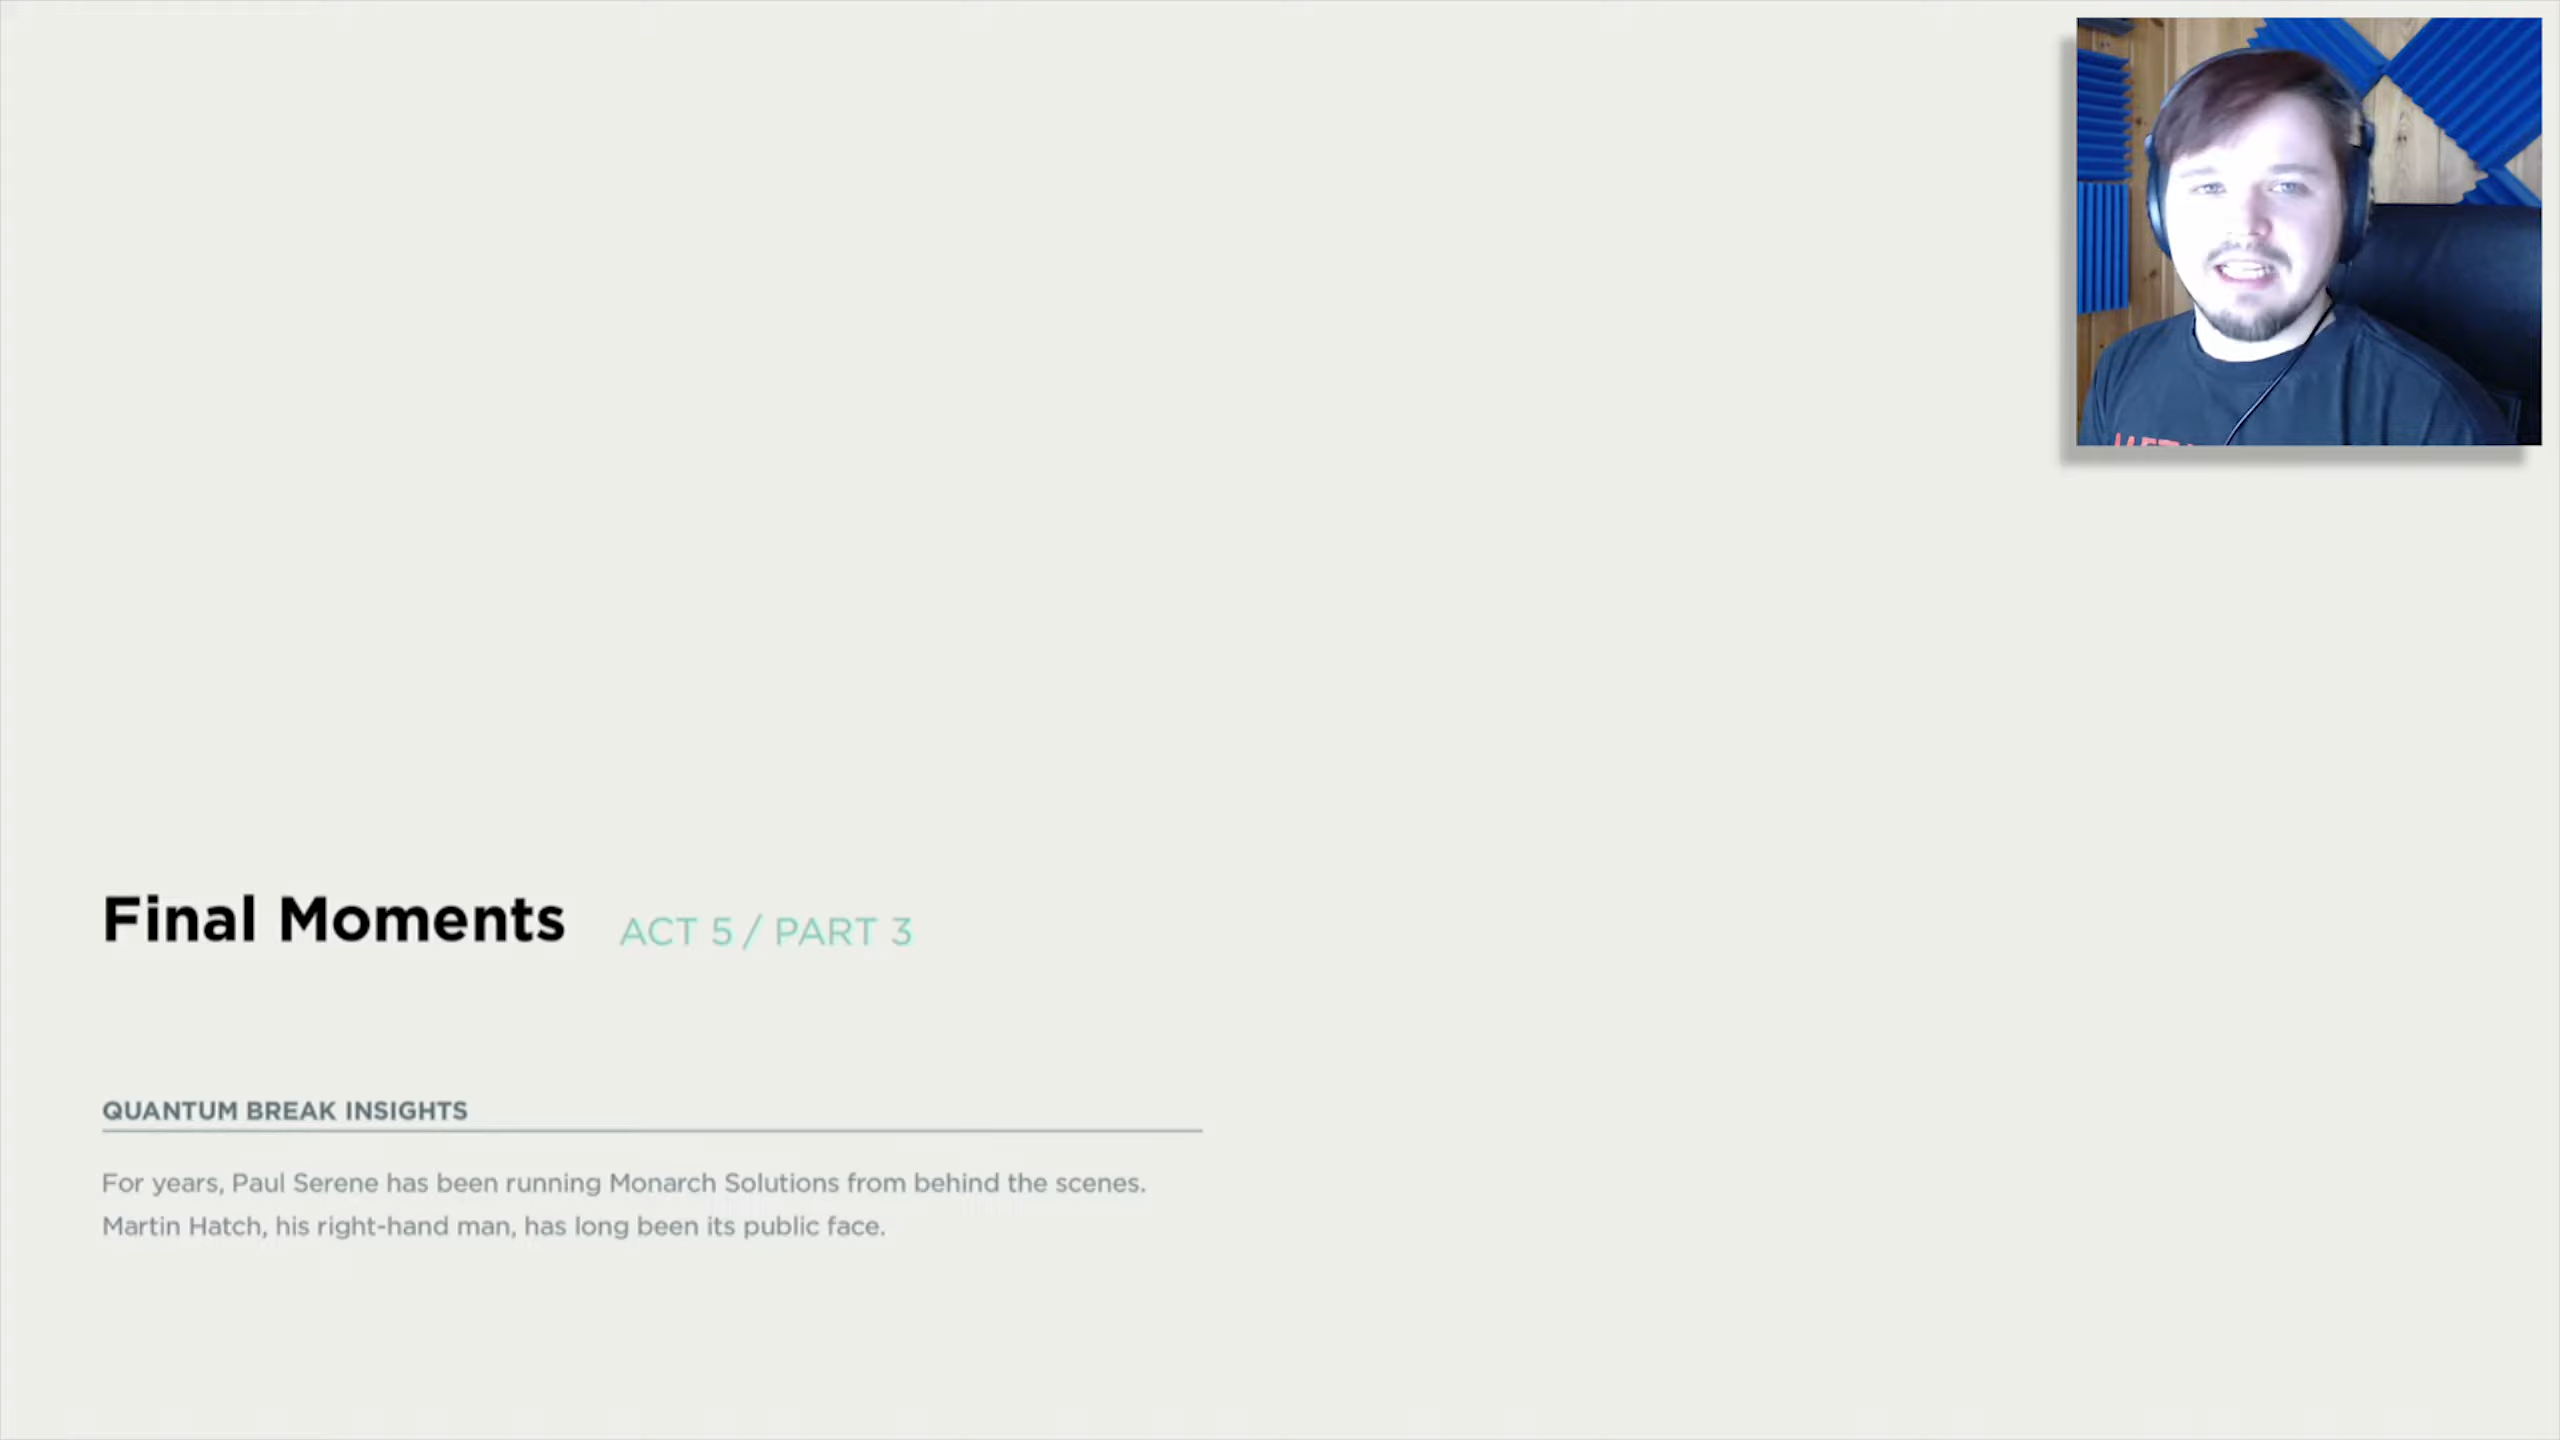 Final Moments ACT 5 / PART 3
QUANTUM BREAK INSIGHTS
For years, Paul Serene has been running Monarch Solutions from behind the scenes.
Martin Hatch, his right-hand man, has long been its public face.